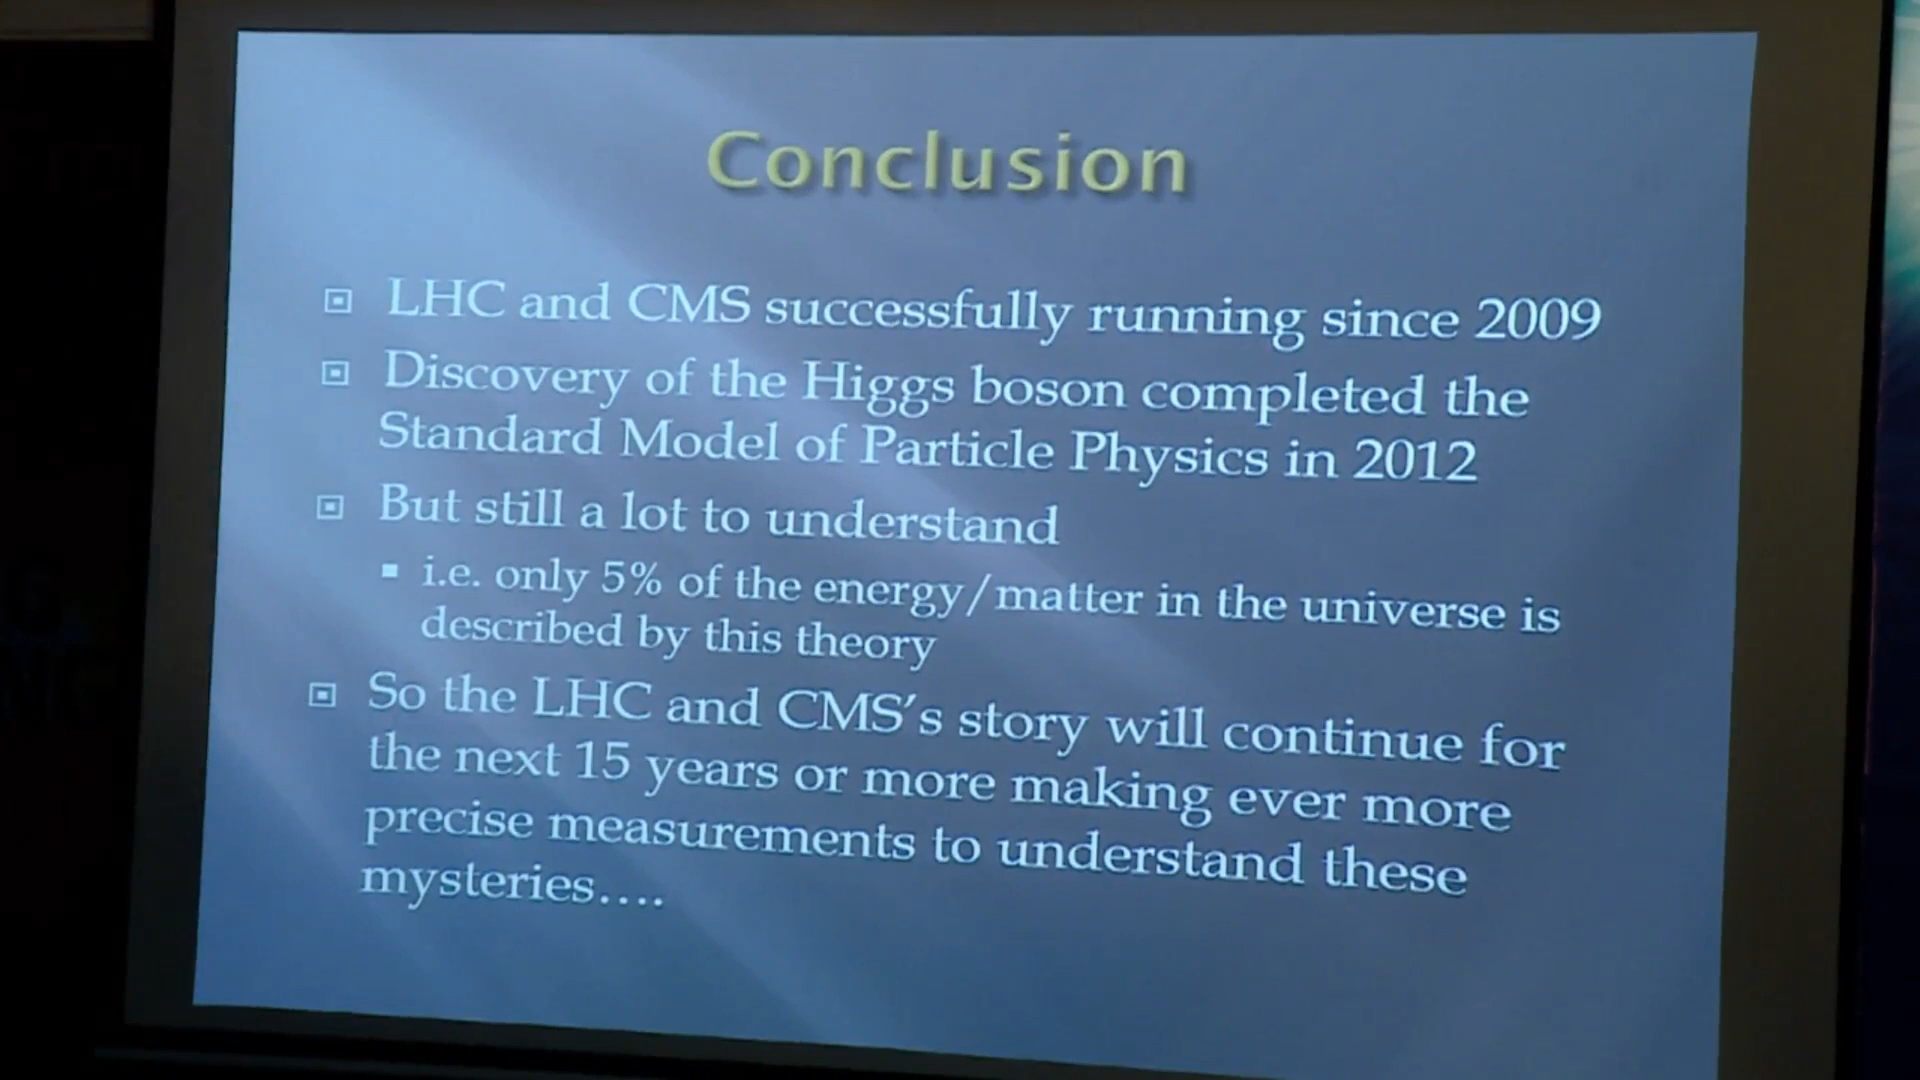 Conclusion
LHC and CMS successfully running since 2009
Discovery of the Higgs boson completed the
Standard Model of Particle Physics in 2012
But still a lot to understand
i.e. only 5% of the energy/matter in the universe is
described by this theory
So the LHC and CMS's story will continue for
the next 15 years or more making ever more
precise measurements to understand these
mysteries....